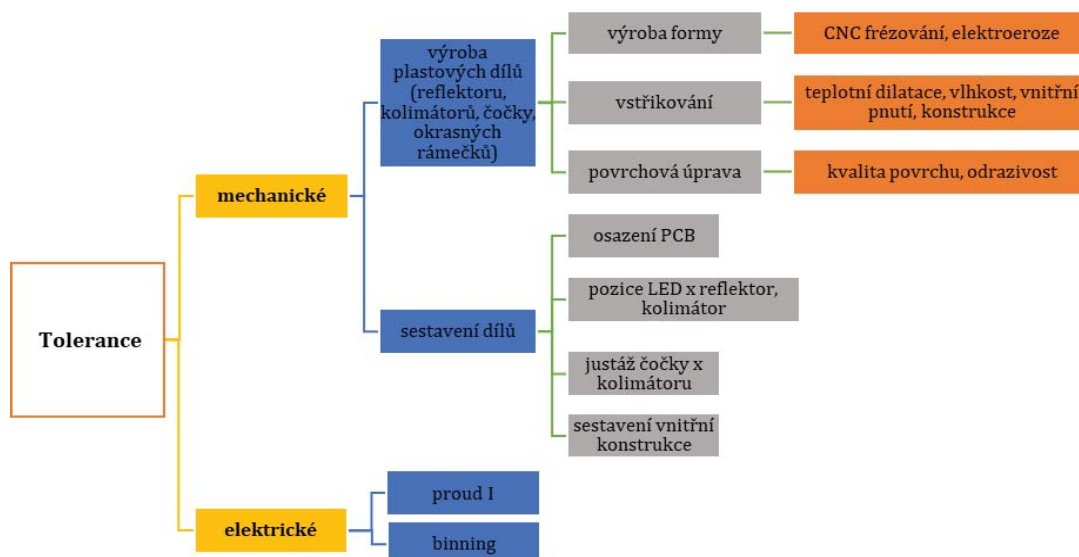 Tolerance
mechanické
výroba
plastových dílů
(reflektoru,
kolimátorů, čočky,
okrasných
rámečků)
výroba formy
CNC frézování, elektroeroze
vstřikování
teplotní dilatace, vlhkost, vnitřní
pnutí, konstrukce
povrchová úprava
kvalita povrchu, odrazivost
sestavení dílů
osazení PCB
pozice LED x reflektor,
kolimátor
justáž čočky x
kolimátoru
sestavení vnitřní
konstrukce
elektrické
proud I
binning